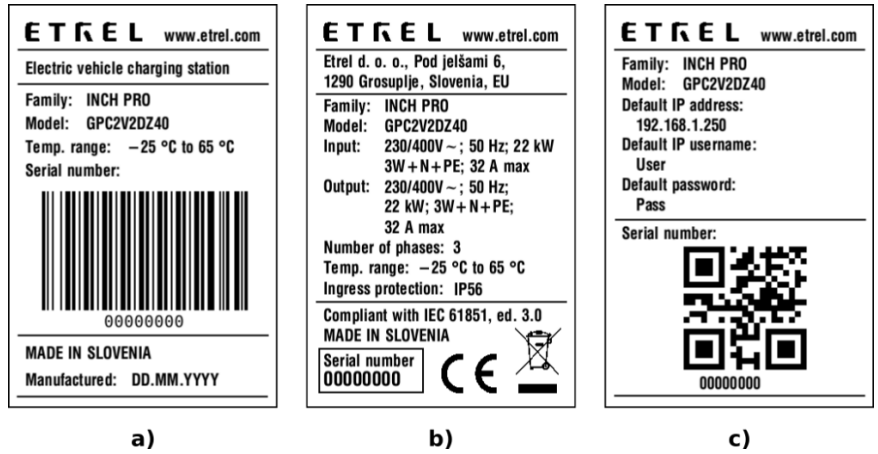 ETREL www.etrel.com
Electric vehicle charging station
Family: INCH PRO
Model: GPC2V2DZ40
Temp. range: −25 °C to 65 °C
Serial number:
00000000
MADE IN SLOVENIA
Manufactured: DD.MM.YYYY
a)
ETREL www.etrel.com
Etrel d. o. o., Pod jelšami 6,
1290 Grosuplje, Slovenia, EU
Family: INCH PRO
Model: GPC2V2DZ40
Input: 230/400V ~; 50 Hz; 22 kW
3W+N+PE; 32 A max
Output: 230/400V ~; 50 Hz;
22 kW; 3W+N+PE;
32 A max
Number of phases: 3
Temp. range: −25 °C to 65 °C
Ingress protection: IP56
Compliant with IEC 61851, ed. 3.0
MADE IN SLOVENIA
Serial number
00000000
CE
b)
ETREL www.etrel.com
Family: INCH PRO
Model: GPC2V2DZ40
Default IP address:
192.168.1.250
Default IP username:
User
Default password:
Pass
Serial number:
00000000
c)